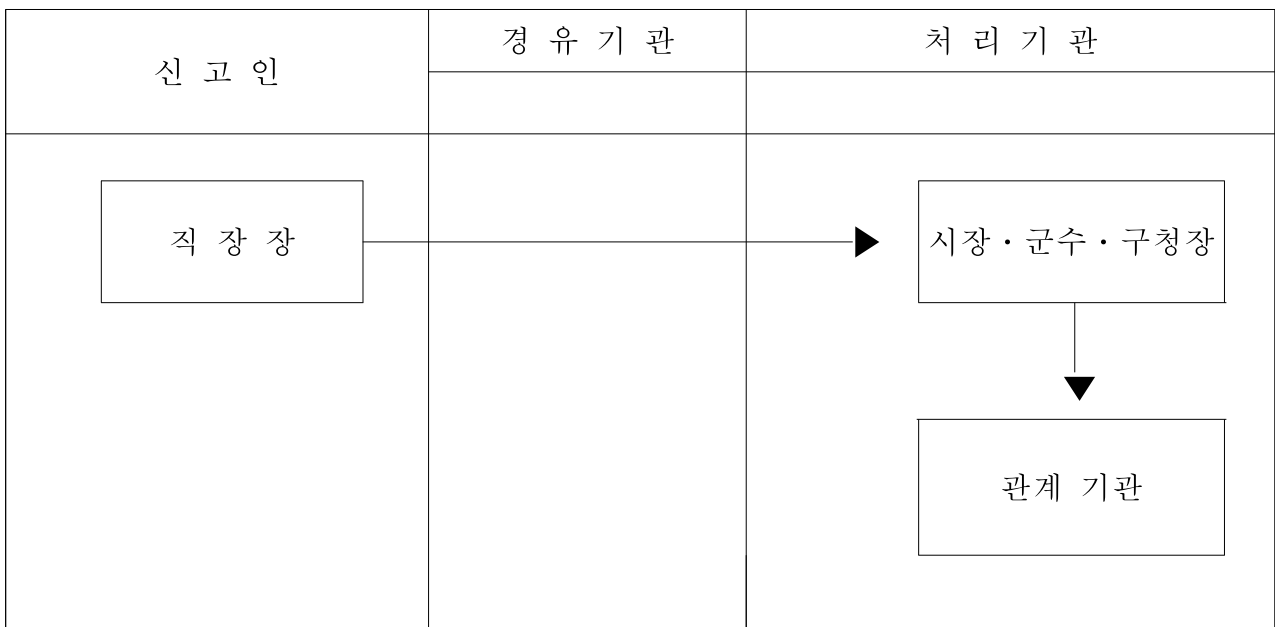 신 고 인
경 유 기 관
처 리 기 관
직 장 장
시장·군수·구청장
관계 기관